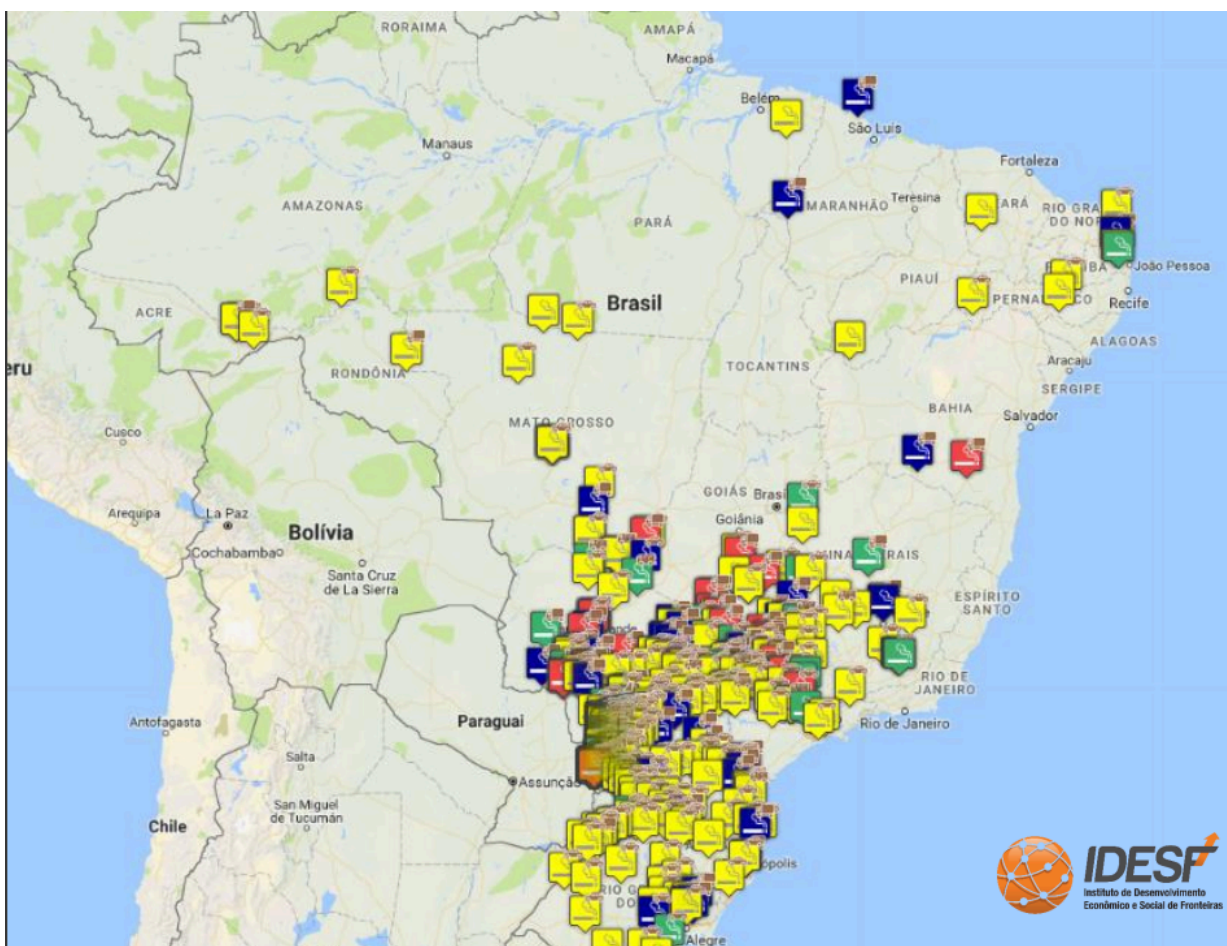 RORAIMA
AMAPÁ
Macapá
Belém
São Luís
Manaus
Fortaleza
AMAZONAS
PARÁ
MARANHÃO
Teresina
RIO GRA
DO NOR
PIAUÍ
João Pessoa
PERNA
CO
Recife
ACRE
Brasil
ALAGOAS
RONDÔNIA
TOCANTINS
Aracaju
SERGIPE
BAHIA
Salvador
MATO GROSSO
Cusco
GOIÁS
Goiânia
Arequipa
La Paz
Bolívia
Cochabamba
Santa Cruz
de La Sierra
ESPÍRITO
SANTO
RIO DE
JANEIRO
Rio de Janeiro
Paraguai
Antofagasta
Assunção
Salta
San Miguel
de Tucumán
Chile
IDESF
Instituto de Desenvolvimento
Econômico e Social de Fronteiras